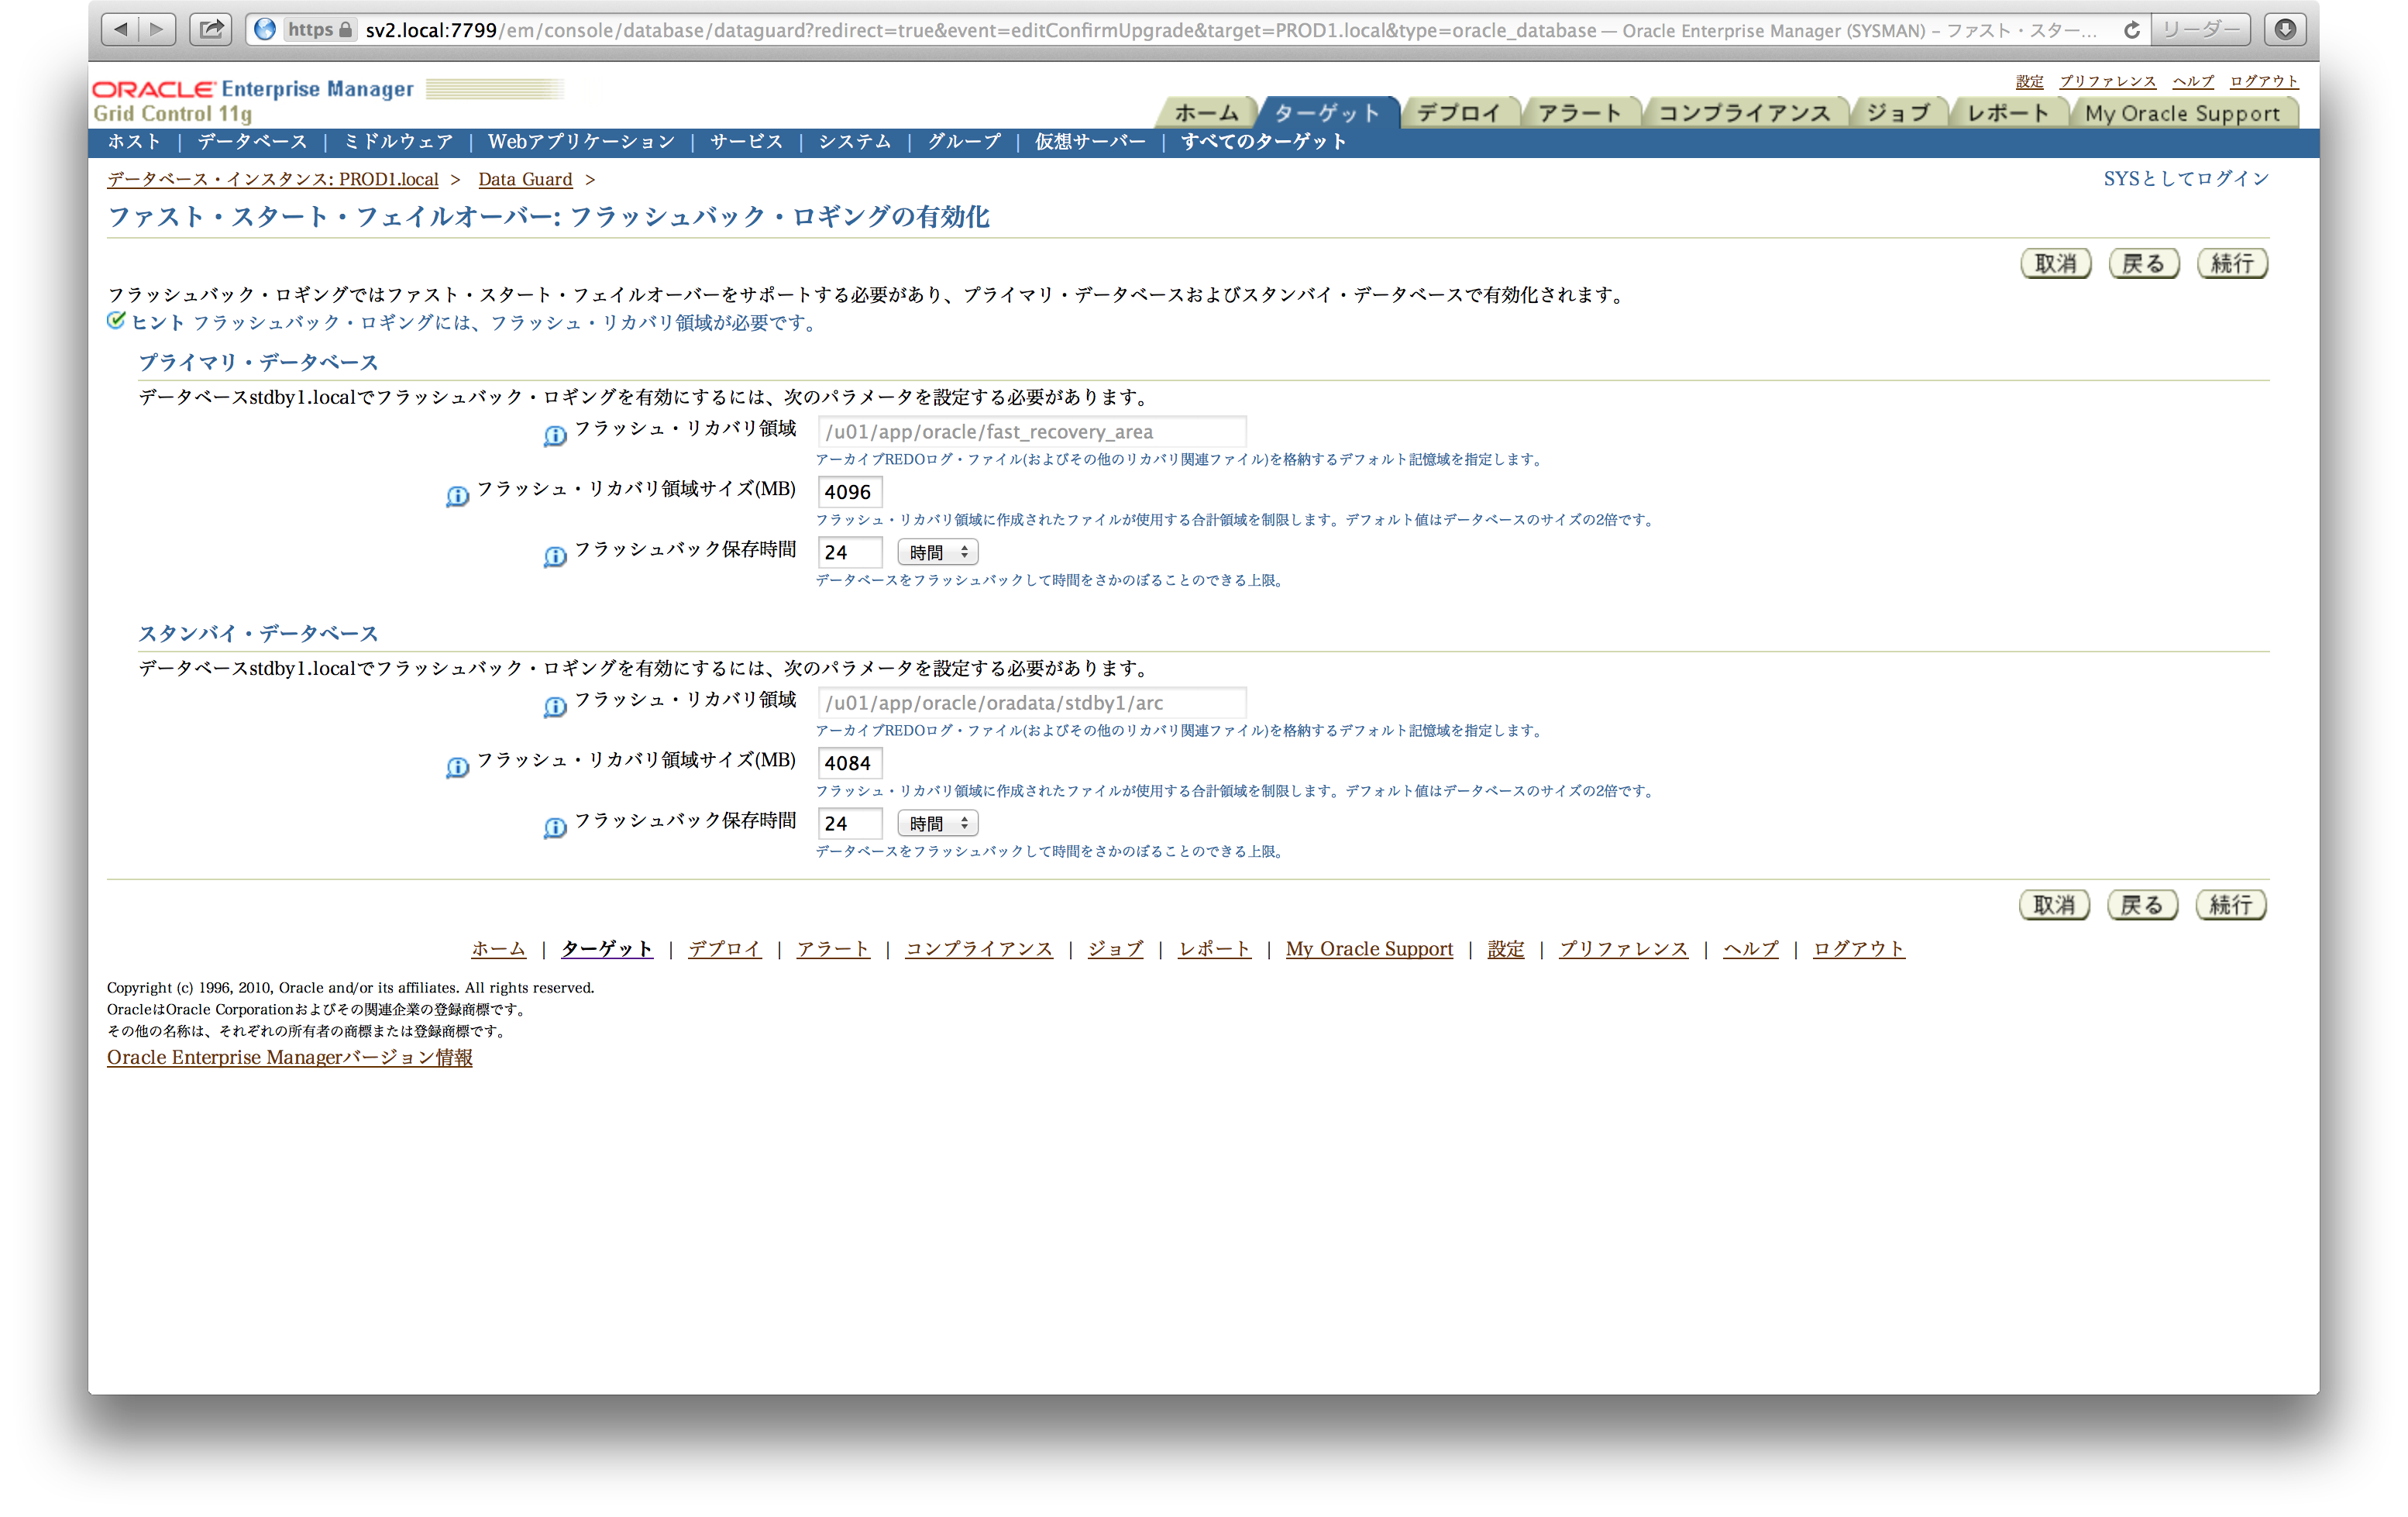 https sv2.local:7799/em/console/database/dataguard?redirect=true&event=editConfirmUpgrade&target=PROD1.local&type=oracle_database — Oracle Enterprise Manager (SYSMAN) – ファスト・スター... リーダー
設定 プリファレンス ヘルプ ログアウト
ORACLE Enterprise Manager
Grid Control 11g
ホーム ターゲット デプロイ アラート コンプライアンス ジョブ レポート My Oracle Support
ホスト | データベース | ミドルウェア | Webアプリケーション | サービス | システム | グループ | 仮想サーバー | すべてのターゲット
データベース・インスタンス: PROD1.local > Data Guard >
SYSとしてログイン
ファスト・スタート・フェイルオーバー: フラッシュバック・ロギングの有効化
取消 戻る 続行
フラッシュバック・ロギングではファスト・スタート・フェイルオーバーをサポートする必要があり、プライマリ・データベースおよびスタンバイ・データベースで有効化されます。
ヒント フラッシュバック・ロギングには、フラッシュ・リカバリ領域が必要です。
プライマリ・データベース
データベースstdby1.localでフラッシュバック・ロギングを有効にするには、次のパラメータを設定する必要があります。
フラッシュ・リカバリ領域 /u01/app/oracle/fast_recovery_area
アーカイブREDOログ・ファイル(およびその他のリカバリ関連ファイル)を格納するデフォルト記憶域を指定します。
フラッシュ・リカバリ領域サイズ(MB) 4096
フラッシュ・リカバリ領域に作成されたファイルが使用する合計領域を制限します。デフォルト値はデータベースのサイズの2倍です。
フラッシュバック保存時間 24 時間
データベースをフラッシュバックして時間をさかのぼることのできる上限。
スタンバイ・データベース
データベースstdby1.localでフラッシュバック・ロギングを有効にするには、次のパラメータを設定する必要があります。
フラッシュ・リカバリ領域 /u01/app/oracle/oradata/stdby1/arc
アーカイブREDOログ・ファイル(およびその他のリカバリ関連ファイル)を格納するデフォルト記憶域を指定します。
フラッシュ・リカバリ領域サイズ(MB) 4084
フラッシュ・リカバリ領域に作成されたファイルが使用する合計領域を制限します。デフォルト値はデータベースのサイズの2倍です。
フラッシュバック保存時間 24 時間
データベースをフラッシュバックして時間をさかのぼることのできる上限。
取消 戻る 続行
ホーム | ターゲット | デプロイ | アラート | コンプライアンス | ジョブ | レポート | My Oracle Support | 設定 | プリファレンス | ヘルプ | ログアウト
Copyright (c) 1996, 2010, Oracle and/or its affiliates. All rights reserved.
OracleはOracle Corporationおよびその関連企業の登録商標です。
その他の名称は、それぞれの所有者の商標または登録商標です。
Oracle Enterprise Managerバージョン情報